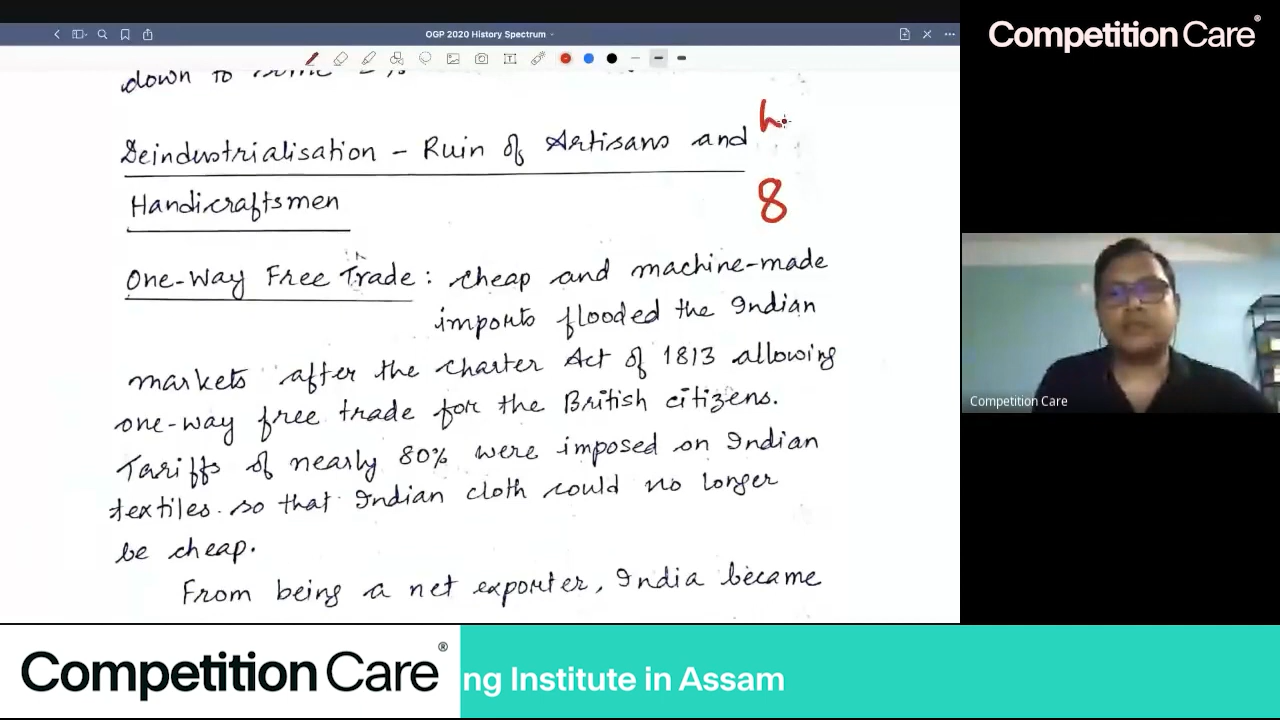 OGP 2020 History Spectrum
Competition Care®
down to some
h
Deindustrialisation – Ruin of Artisans and
8
Handicraftsmen
One-Way Free Trade : cheap and machine-made
imports flooded the Indian
markets after the Charter Act of 1813 allowing
one-way free trade for the British citizens.
Tariffs of nearly 80% were imposed on Indian
textiles so that Indian cloth could no longer
be cheap.
From being a net exporter, India became
Competition Care
Competition Care®
ng Institute in Assam